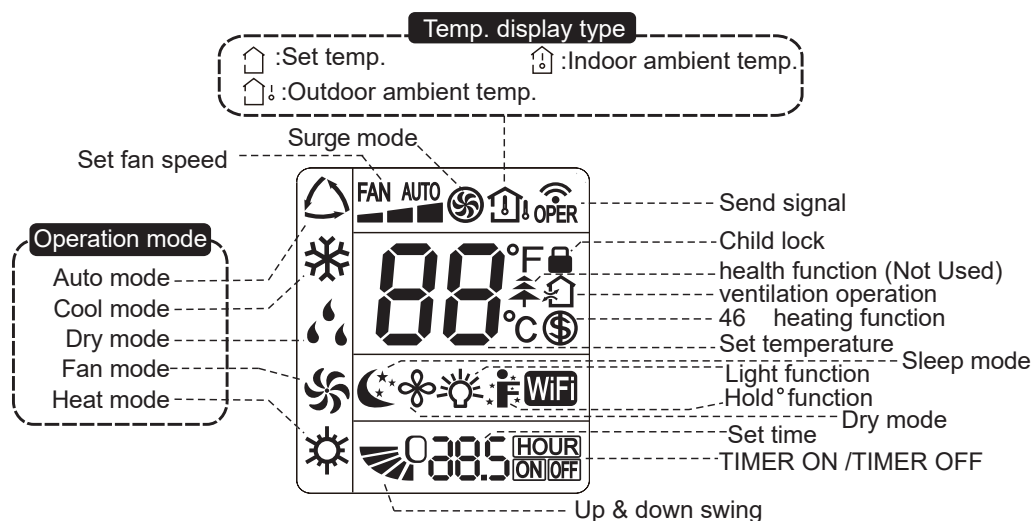 Temp. display type
:Set temp.
:Indoor ambient temp.
:Outdoor ambient temp.
Surge mode
Set fan speed
FAN AUTO
OPER
Send signal
Operation mode
Auto mode
Cool mode
Dry mode
Fan mode
Heat mode
88
°F
°C
Child lock
health function (Not Used)
ventilation operation
46 heating function
Set temperature
Sleep mode
Light function
Hold°function
Dry mode
WiFi
Set time
088.5
HOUR
ON OFF
TIMER ON /TIMER OFF
Up & down swing